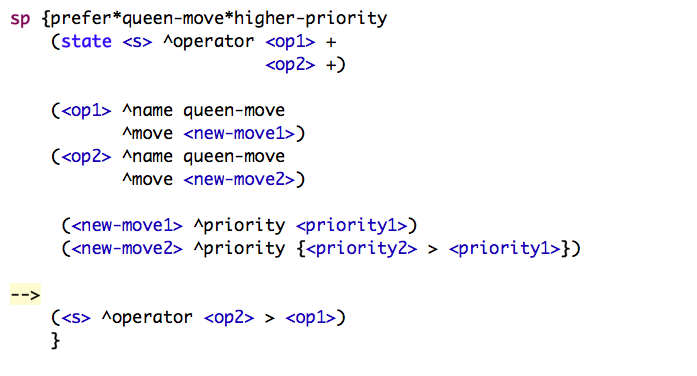 sp {prefer*queen-move*higher-priority
(state <s> ^operator <op1> +
<op2> +)
(<op1> ^name queen-move
^move <new-move1>)
(<op2> ^name queen-move
^move <new-move2>)
(<new-move1> ^priority <priority1>)
(<new-move2> ^priority {<priority2> > <priority1>})
-->
(<s> ^operator <op2> > <op1>)
}